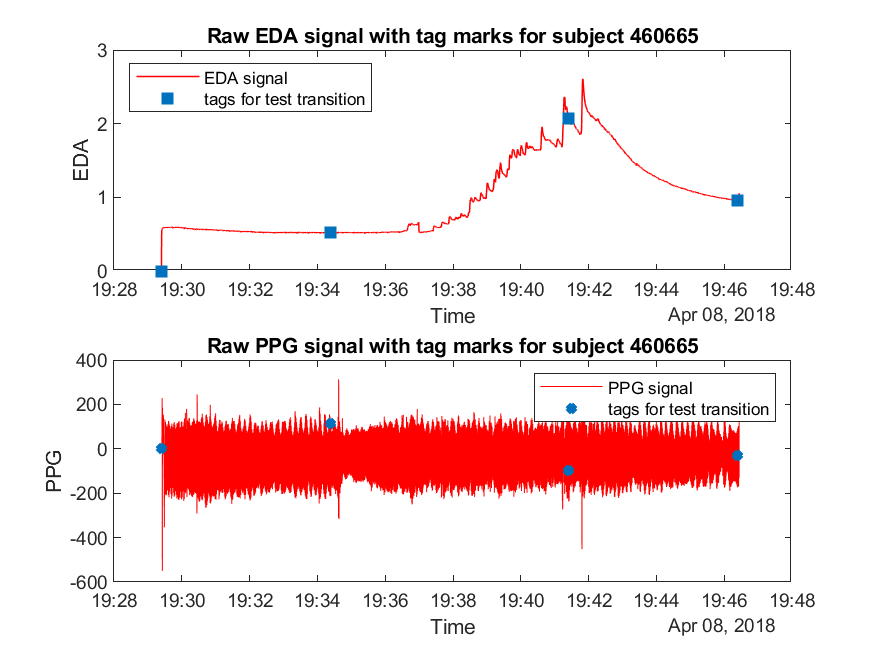 Raw EDA signal with tag marks for subject 460665
3
2
1
0
EDA
EDA signal
tags for test transition
19:28 19:30 19:32 19:34 19:36 19:38 19:40 19:42 19:44 19:46 19:48
Time
Apr 08, 2018
Raw PPG signal with tag marks for subject 460665
400
200
0
-200
-400
-600
PPG
PPG signal
tags for test transition
19:28 19:30 19:32 19:34 19:36 19:38 19:40 19:42 19:44 19:46 19:48
Time
Apr 08, 2018